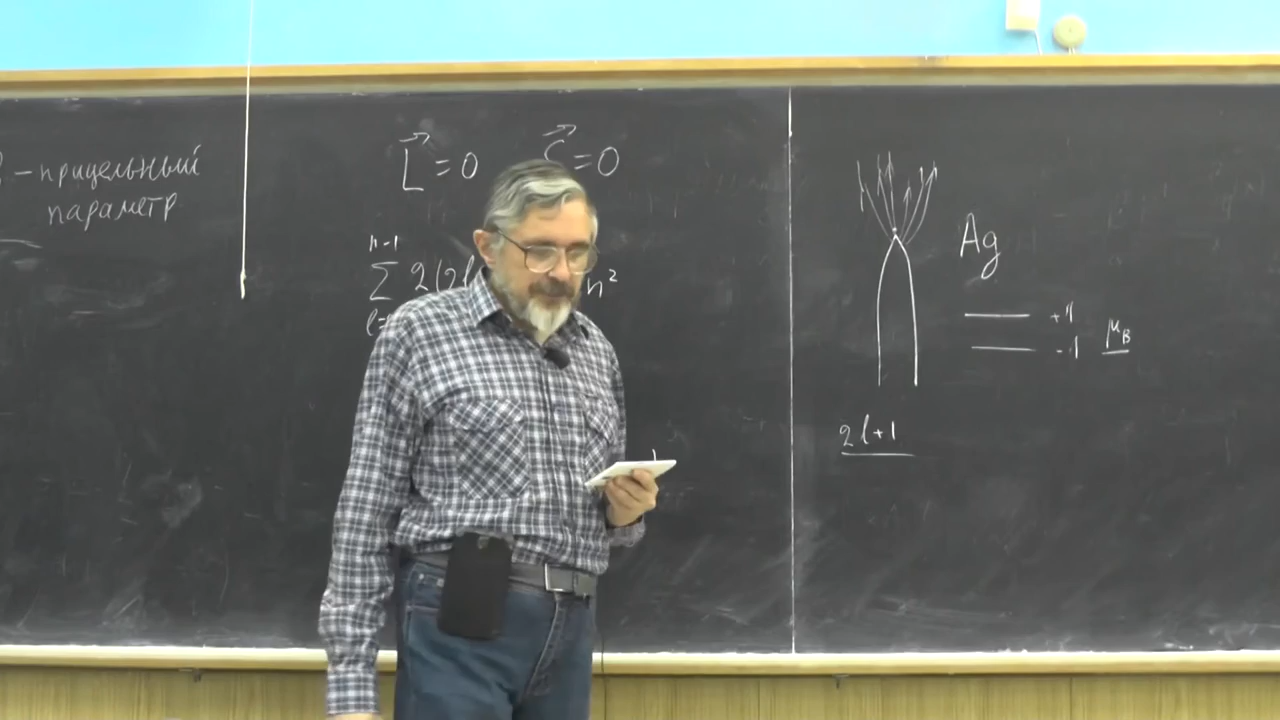 – прицельный
параметр
L = 0
= 0
n-1
Σ 2(2l
n²
Ag
+1
-1
μB
2l+1